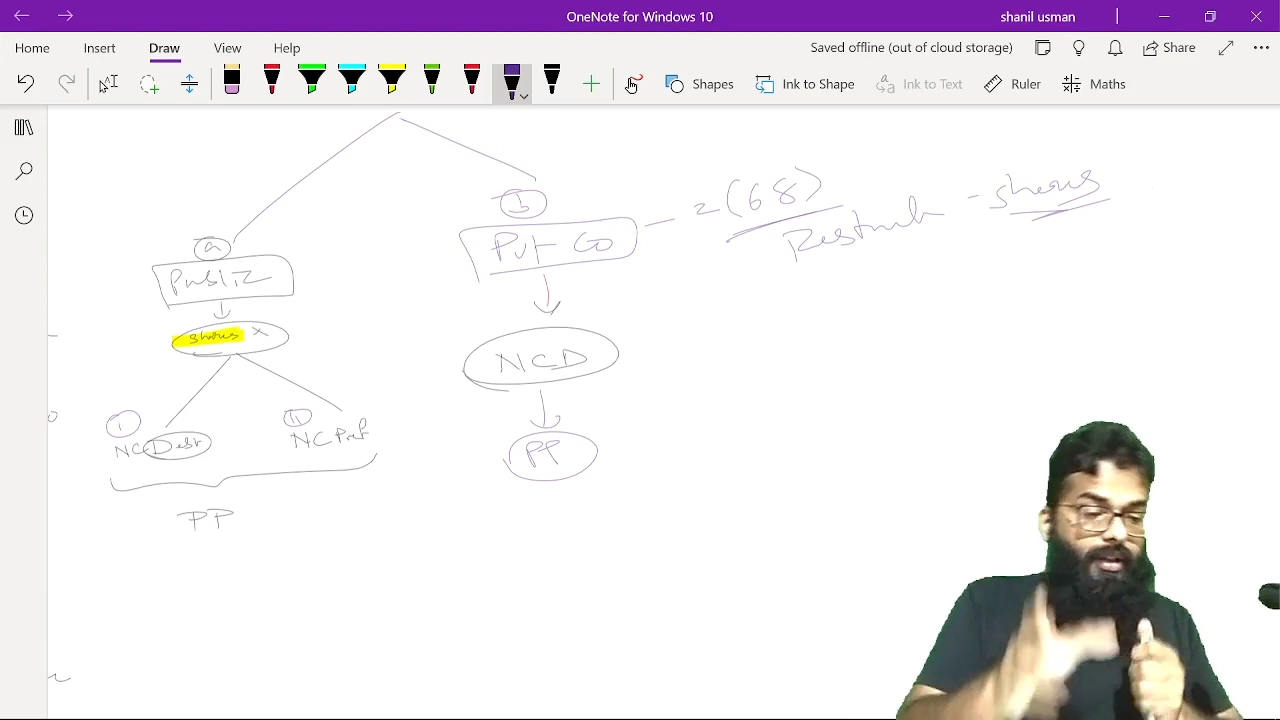 OneNote for Windows 10
shanil usman
Home Insert Draw View Help
Saved offline (out of cloud storage)
Share
Shapes
Ink to Shape
Ink to Text
Ruler
Maths
b
Pvt Co
2(68)
Restrict - shares
a
Public
shares x
i
NCDebt
ii
NC Pref
PP
NCD
PP